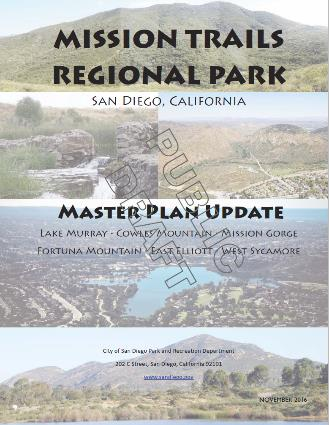 MISSION TRAILS
REGIONAL PARK
SAN DIEGO, CALIFORNIA
PUBLIC
DRAFT
MASTER PLAN UPDATE
LAKE MURRAY - COWLES MOUNTAIN - MISSION GORGE
FORTUNA MOUNTAIN - EAST ELLIOTT - WEST SYCAMORE
City of San Diego Park and Recreation Department
202 C Street, San Diego, California 92101
www.sandiego.gov
NOVEMBER 2016